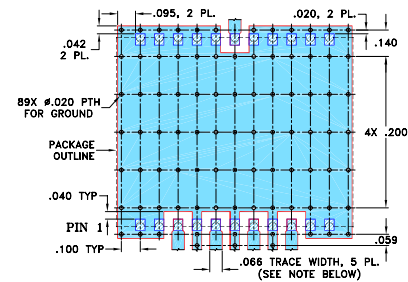 .095, 2 PL.
.020, 2 PL.
.042
2 PL.
.140
89X ø.020 PTH
FOR GROUND
4X .200
PACKAGE
OUTLINE
.040 TYP
PIN 1
.100 TYP
.059
.066 TRACE WIDTH, 5 PL.
(SEE NOTE BELOW)